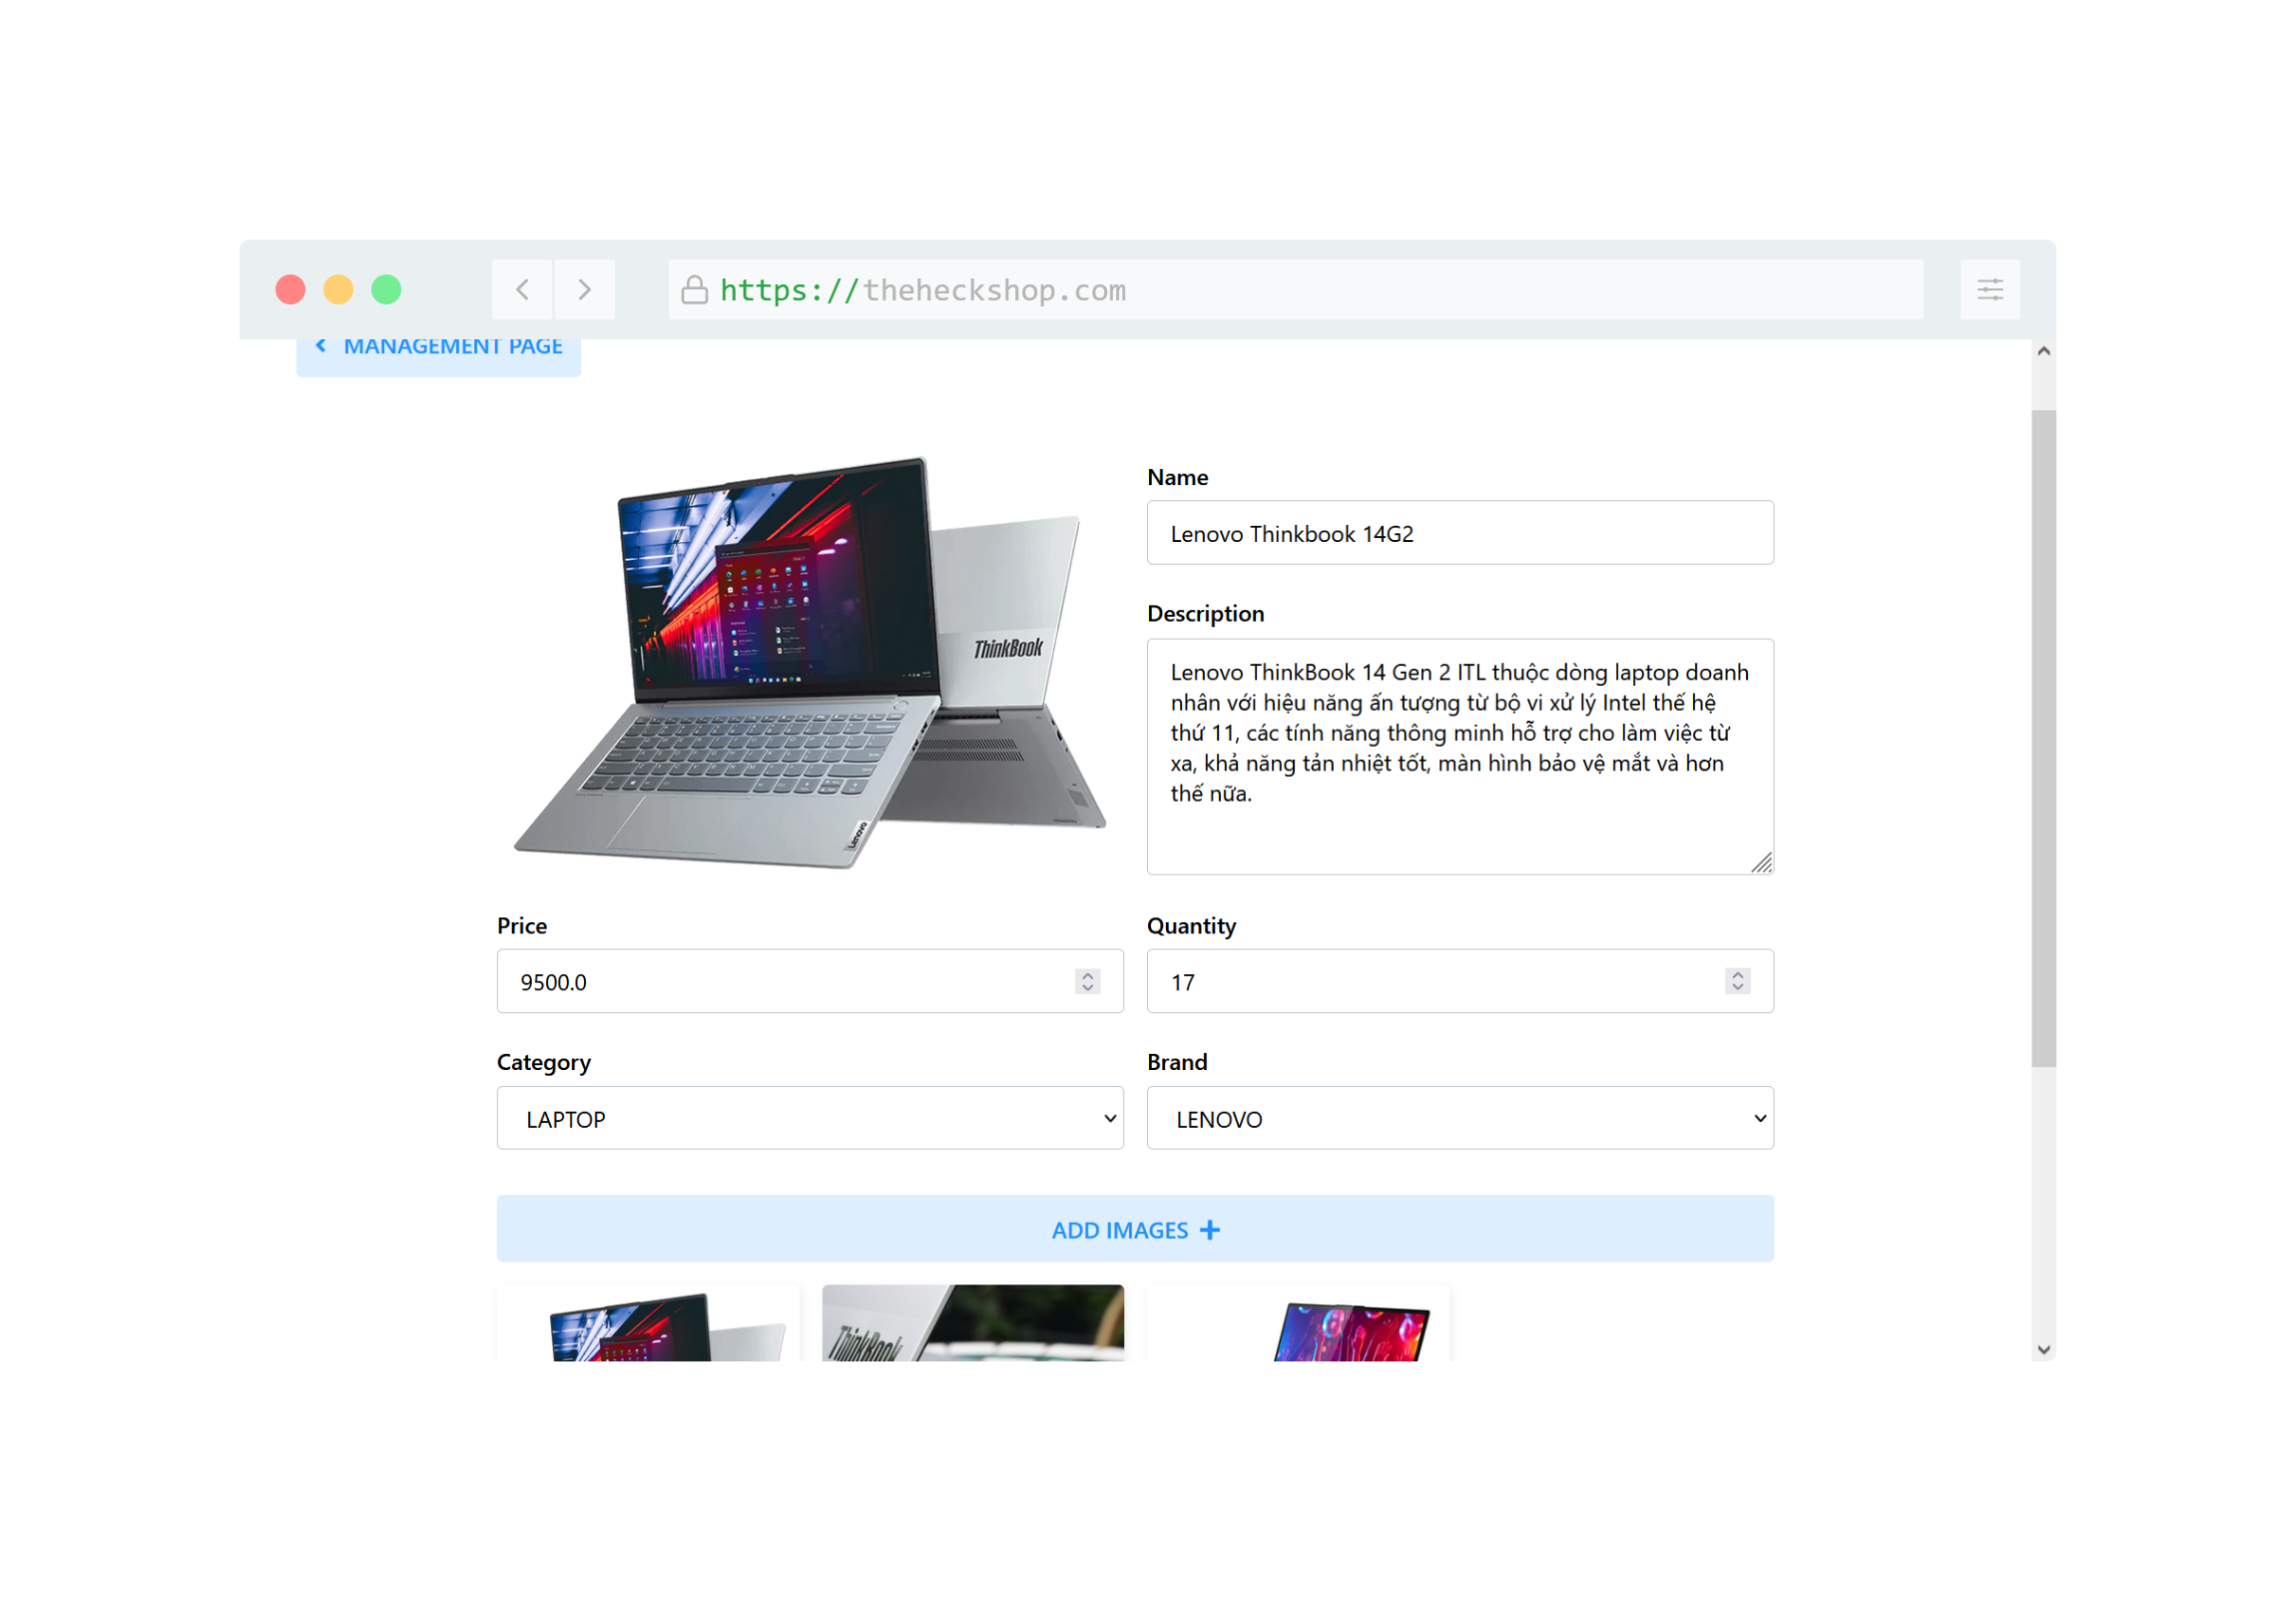 https://theheckshop.com
MANAGEMENT PAGE
Name
Lenovo Thinkbook 14G2
Description
Lenovo ThinkBook 14 Gen 2 ITL thuộc dòng laptop doanh
nhân với hiệu năng ấn tượng từ bộ vi xử lý Intel thế hệ
thứ 11, các tính năng thông minh hỗ trợ cho làm việc từ
xa, khả năng tản nhiệt tốt, màn hình bảo vệ mắt và hơn
thế nữa.
ThinkBook
Lenovo
Price
9500.0
Quantity
17
Category
LAPTOP
Brand
LENOVO
ADD IMAGES
ThinkBook